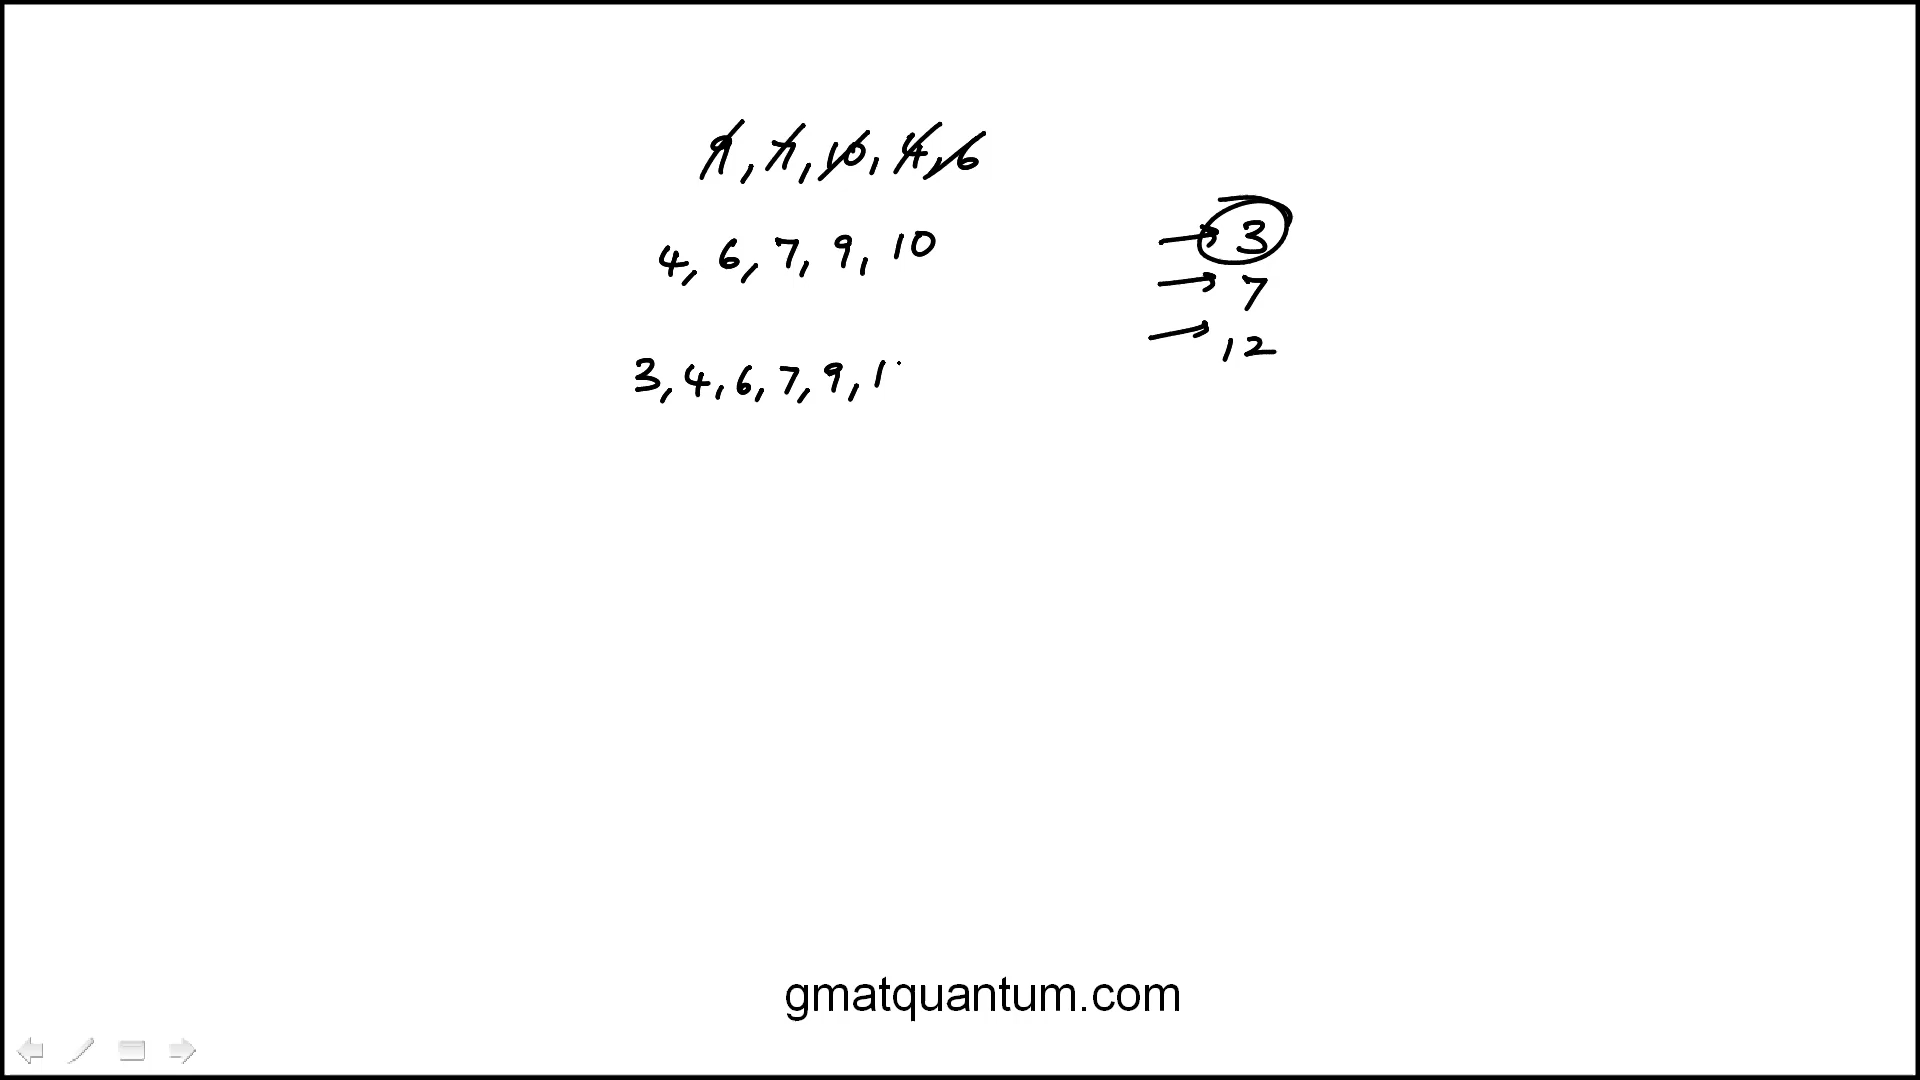 9, 7, 10, 4, 6
4, 6, 7, 9, 10
3, 4, 6, 7, 9, 1
3
7
12
gmatquantum.com